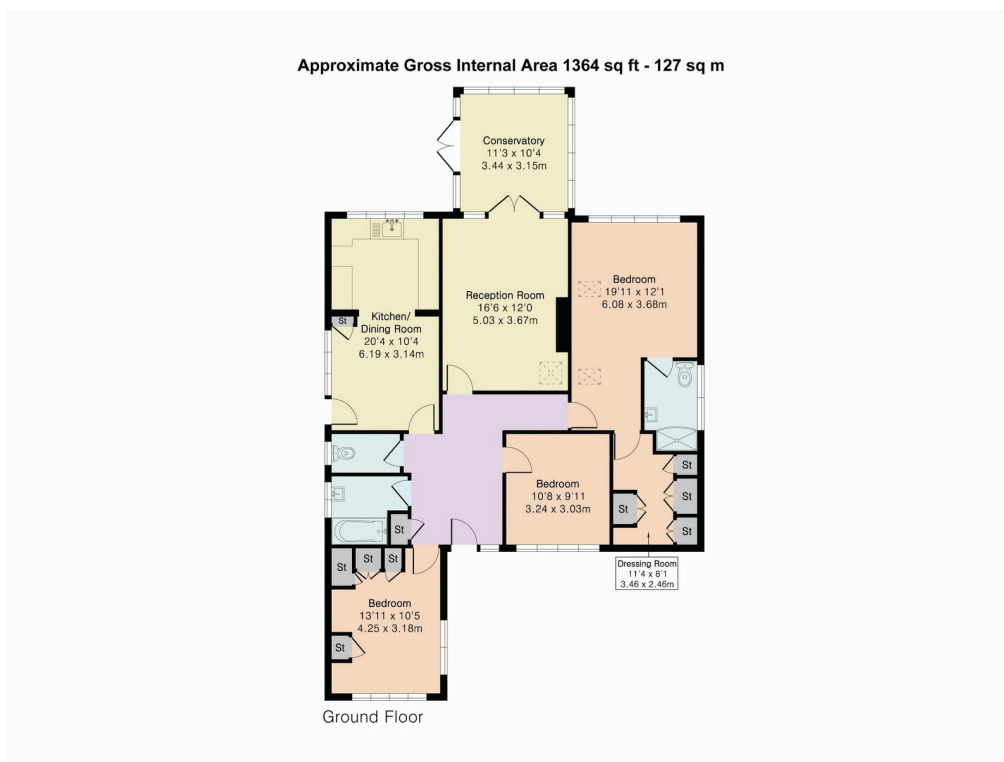 Approximate Gross Internal Area 1364 sq ft - 127 sq m
Conservatory
11'3 x 10'4
3.44 x 3.15m
Reception Room
16'6 x 12'0
5.03 x 3.67m
Bedroom
19'11 x 12'1
6.08 x 3.68m
St
Kitchen/
Dining Room
20'4 x 10'4
6.19 x 3.14m
Bedroom
10'8 x 9'11
3.24 x 3.03m
St
St
St
St
St
Dressing Room
11'4 x 8'1
3.46 x 2.46m
St
St
St
Bedroom
13'11 x 10'5
4.25 x 3.18m
St
Ground Floor